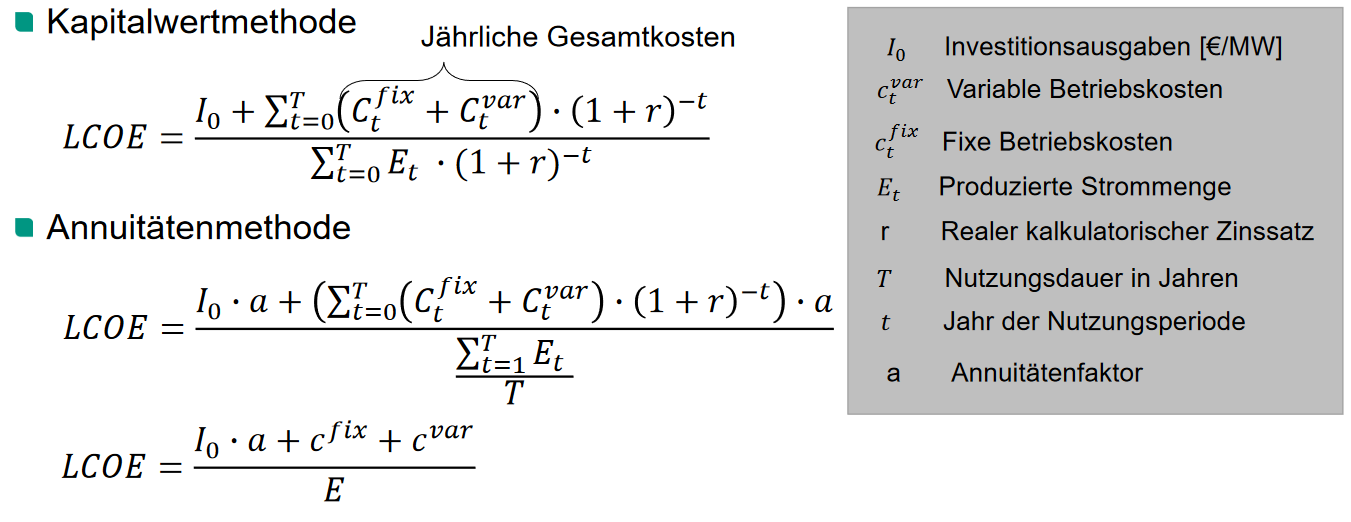 Kapitalwertmethode
Jährliche Gesamtkosten
LCOE = \frac{I_0 + \sum_{t=0}^{T} (C_t^{fix} + C_t^{var}) \cdot (1 + r)^{-t}}{\sum_{t=0}^{T} E_t \cdot (1 + r)^{-t}}
Annuitätenmethode
LCOE = \frac{I_0 \cdot a + (\sum_{t=0}^{T} (C_t^{fix} + C_t^{var}) \cdot (1 + r)^{-t}) \cdot a}{\frac{\sum_{t=1}^{T} E_t}{T}}
LCOE = \frac{I_0 \cdot a + c^{fix} + c^{var}}{E}
I_0 Investitionsausgaben [€/MW]
c_t^{var} Variable Betriebskosten
c_t^{fix} Fixe Betriebskosten
E_t Produzierte Strommenge
r Realer kalkulatorischer Zinssatz
T Nutzungsdauer in Jahren
t Jahr der Nutzungsperiode
a Annuitätenfaktor